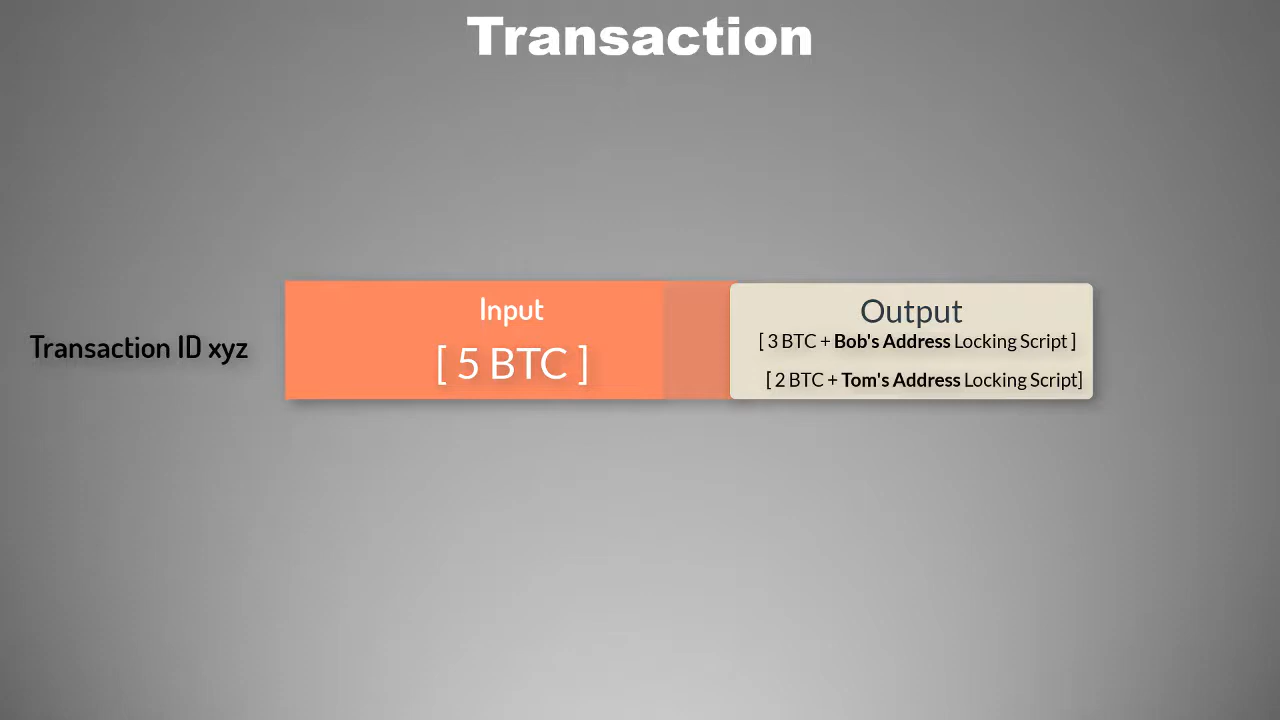 Transaction
Transaction ID xyz
Input
[ 5 BTC ]
Output
[ 3 BTC + Bob's Address Locking Script ]
[ 2 BTC + Tom's Address Locking Script]